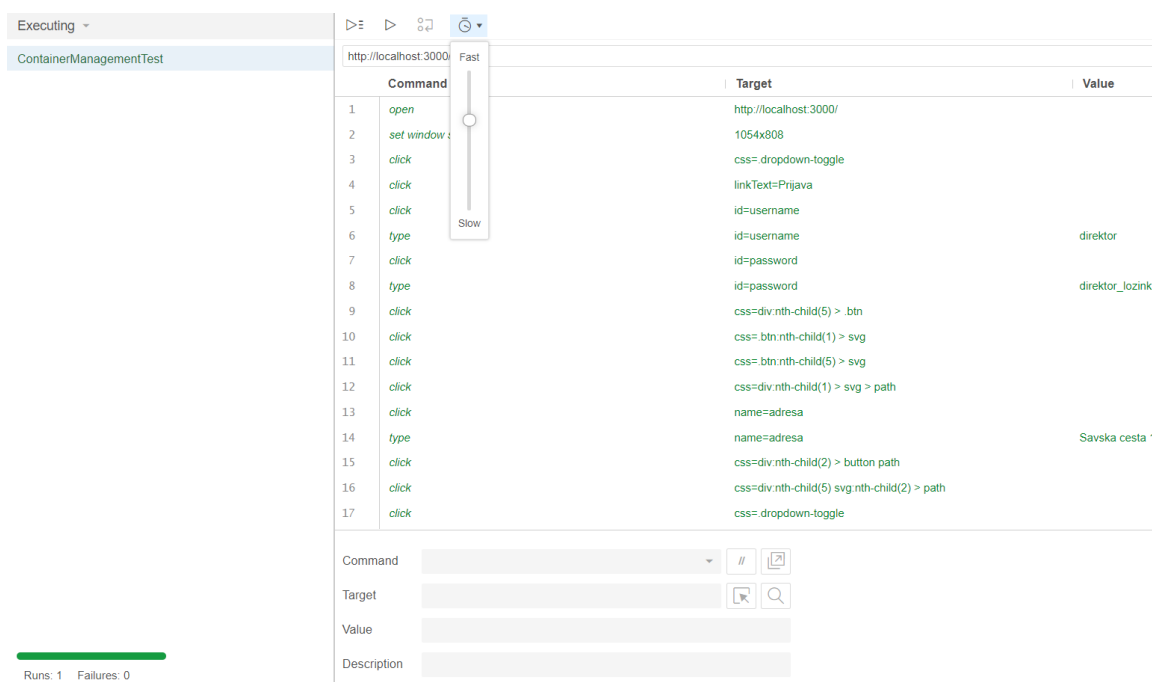 Executing
ContainerManagementTest
http://localhost:3000/
Fast
Slow
Command Target Value
1 open http://localhost:3000/
2 set window 1054x808
3 click css=.dropdown-toggle
4 click linkText=Prijava
5 click id=username
6 type id=username direktor
7 click id=password
8 type id=password direktor_lozink
9 click css=div:nth-child(5) > .btn
10 click css=.btn:nth-child(1) > svg
11 click css=.btn:nth-child(5) > svg
12 click css=div:nth-child(1) > svg > path
13 click name=adresa
14 type name=adresa Savska cesta
15 click css=div:nth-child(2) > button path
16 click css=div:nth-child(5) svg:nth-child(2) > path
17 click css=.dropdown-toggle
Command //
Target
Value
Description
Runs: 1 Failures: 0